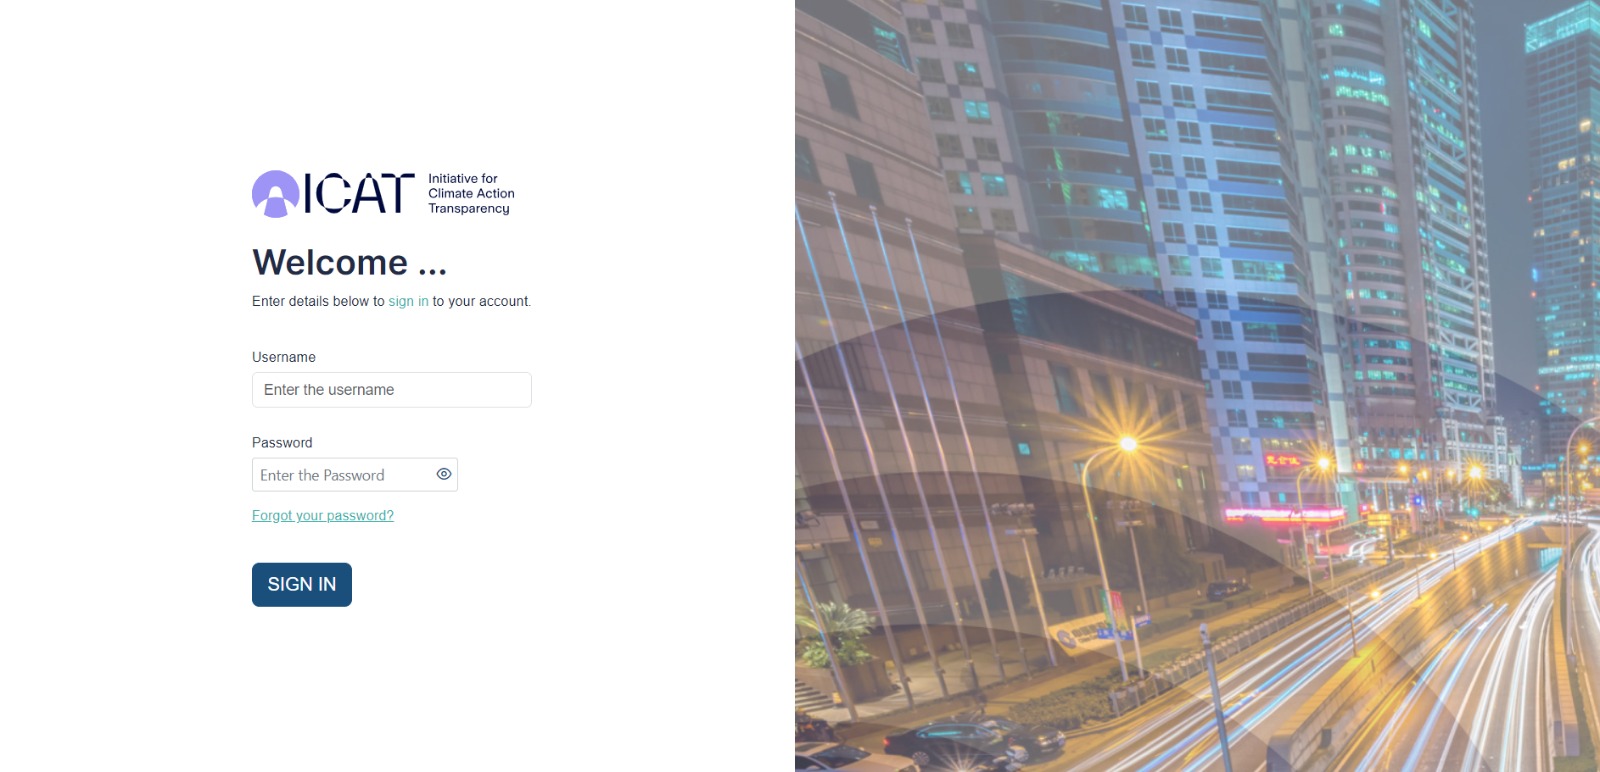 ICAT
Initiative for
Climate Action
Transparency
Welcome ...
Enter details below to sign in to your account.
Username
Enter the username
Password
Enter the Password
Forgot your password?
SIGN IN